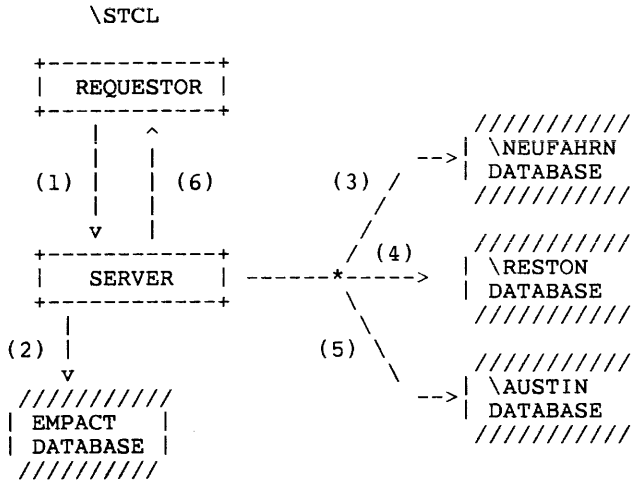 \STCL
REQUESTOR
\NEUFAHRN
DATABASE
(1)
(6)
(3)
(4)
SERVER
\RESTON
DATABASE
(2)
(5)
\AUSTIN
DATABASE
EMPACT
DATABASE